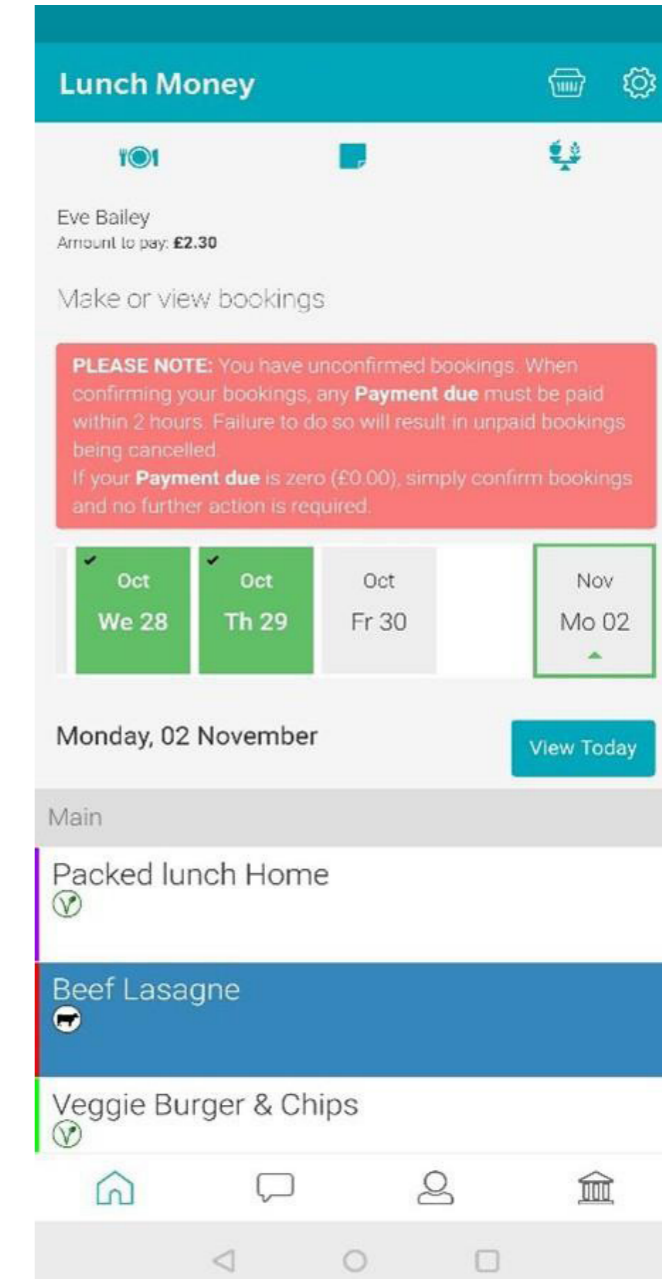 Lunch Money
Eve Bailey
Amount to pay: £2.30
Make or view bookings
PLEASE NOTE: You have unconfirmed bookings. When
confirming your bookings, any Payment due must be paid
within 2 hours. Failure to do so will result in unpaid bookings
being cancelled.
If your Payment due is zero (£0.00), simply confirm bookings
and no further action is required.
Oct Oct Oct Nov
We 28 Th 29 Fr 30 Mo 02
Monday, 02 November
View Today
Main
Packed lunch Home
Beef Lasagne
Veggie Burger & Chips